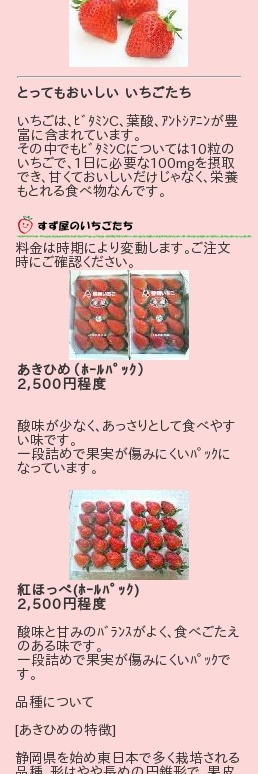 とってもおいしい いちごたち
いちごは、ﾋﾞﾀﾐﾝC、葉酸、ｱﾝﾄｼｱﾆﾝが豊
富に含まれています。
その中でもﾋﾞﾀﾐﾝCについては10粒の
いちごで、1日に必要な100mgを摂取
でき、甘くておいしいだけじゃなく、栄養
もとれる食べ物なんです。
すず屋のいちごたち
料金は時期により変動します。ご注文
時にご確認ください。
あきひめ（ﾎｰﾙﾊﾟｯｸ）
2,500円程度
酸味が少なく、あっさりとして食べやす
い味です。
一段詰めで果実が傷みにくいﾊﾟｯｸに
なっています。
紅ほっぺ(ﾎｰﾙﾊﾟｯｸ)
2,500円程度
酸味と甘みのﾊﾞﾗﾝｽがよく、食べごたえ
のある味です。
一段詰めで果実が傷みにくいﾊﾟｯｸで
す。
品種について
[あきひめの特徴]
静岡県を始め東日本で多く栽培される
品種。形はやや長めの円錐形で、果皮